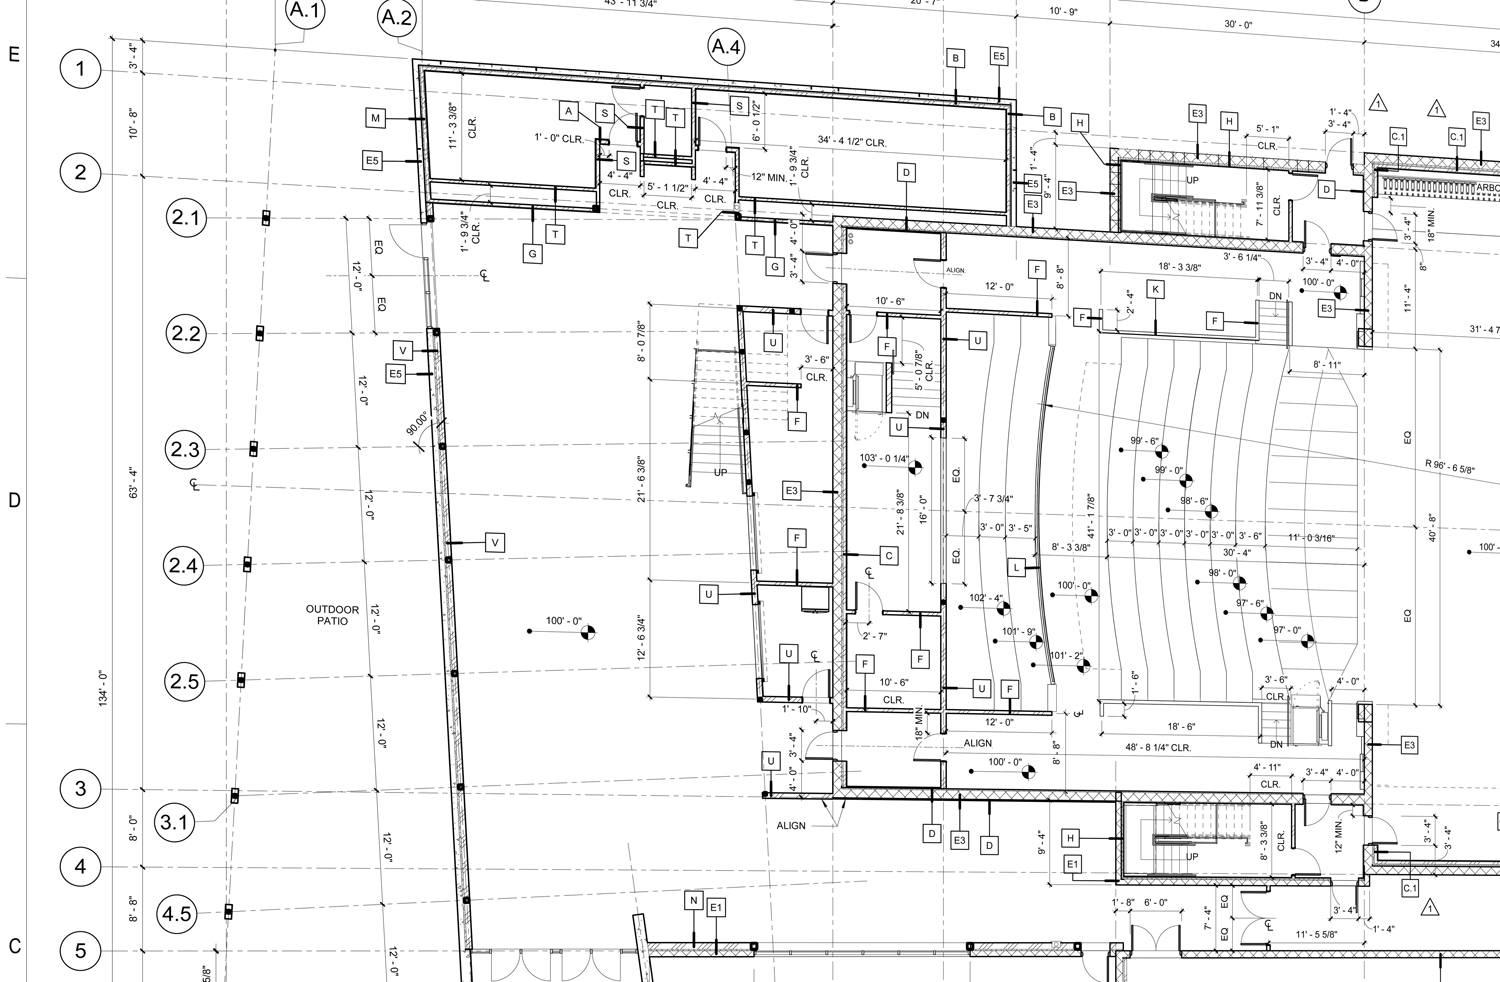 43' - 11 3/4"
20' - 7"
10' - 9"
30' - 0"
A.1
A.2
A.4
E
1
3' - 4"
10' - 8"
B
E5
M
E5
11' - 3 3/8"
CLR.
A
S
T
T
S
1' - 0" CLR.
S
6' - 0 1/2"
34' - 4 1/2" CLR.
B
H
E3
H
5' - 1"
CLR.
1' - 4"
3' - 4"
1
1
C.1
C.1
E3
2
4' - 4"
CLR.
5' - 1 1/2"
CLR.
4' - 4"
CLR.
12" MIN.
1' - 9 3/4"
CLR.
D
1' - 4"
9' - 4"
E5
E3
E3
UP
7' - 11 3/8"
CLR.
D
3' - 4"
18" MIN.
2.1
EQ
EQ
12' - 0"
1' - 9 3/4"
CLR.
G
T
T
T
G
4' - 0"
3' - 4"
ALIGN.
12' - 0"
F
8' - 8"
18' - 3 3/8"
K
3' - 6 1/4"
DN
3' - 4"
4' - 0"
100' - 0"
E3
8"
11' - 4"
2.2
V
E5
8' - 0 7/8"
U
3' - 6"
CLR.
10' - 6"
F
5' - 0 7/8"
CLR.
U
F
2' - 4"
F
8' - 11"
31' - 4 7
12' - 0"
90.00°
F
DN
U
UP
2.3
D
63' - 4"
12' - 0"
21' - 6 3/8"
E3
103' - 0 1/4"
21' - 8 3/8"
16' - 0"
EQ.
EQ.
3' - 7 3/4"
3' - 0"
3' - 5"
99' - 6"
99' - 0"
98' - 6"
R 96' - 6 5/8"
EQ
EQ
40' - 8"
41' - 1 7/8"
3' - 0"
3' - 0"
3' - 0"
3' - 0"
3' - 0"
3' - 6"
11' - 0 3/16"
8' - 3 3/8"
30' - 4"
V
F
C
L
2.4
U
100' - 0"
98' - 0"
97' - 6"
97' - 0"
OUTDOOR
PATIO
12' - 0"
100' - 0"
102' - 4"
101' - 9"
101' - 2"
12' - 6 3/4"
2' - 7"
U
F
F
2.5
134' - 0"
10' - 6"
CLR.
U
F
1' - 6"
3' - 6"
CLR.
4' - 0"
1' - 10"
18" MIN.
12' - 0"
18' - 6"
DN
12' - 0"
ALIGN
48' - 8 1/4" CLR.
E3
3' - 4"
4' - 0"
U
100' - 0"
8' - 8"
4' - 11"
CLR.
3' - 4"
4' - 0"
3
3.1
8' - 0"
12' - 0"
ALIGN
D
E3
D
9' - 4"
H
E1
UP
8' - 3 3/8"
CLR.
12" MIN.
3' - 4"
3' - 4"
C.1
1
4
8' - 8"
4.5
N
E1
1' - 8"
6' - 0"
7' - 4"
EQ
EQ
3' - 4"
11' - 5 5/8"
1' - 4"
C
5
5/8"
12' - 0"